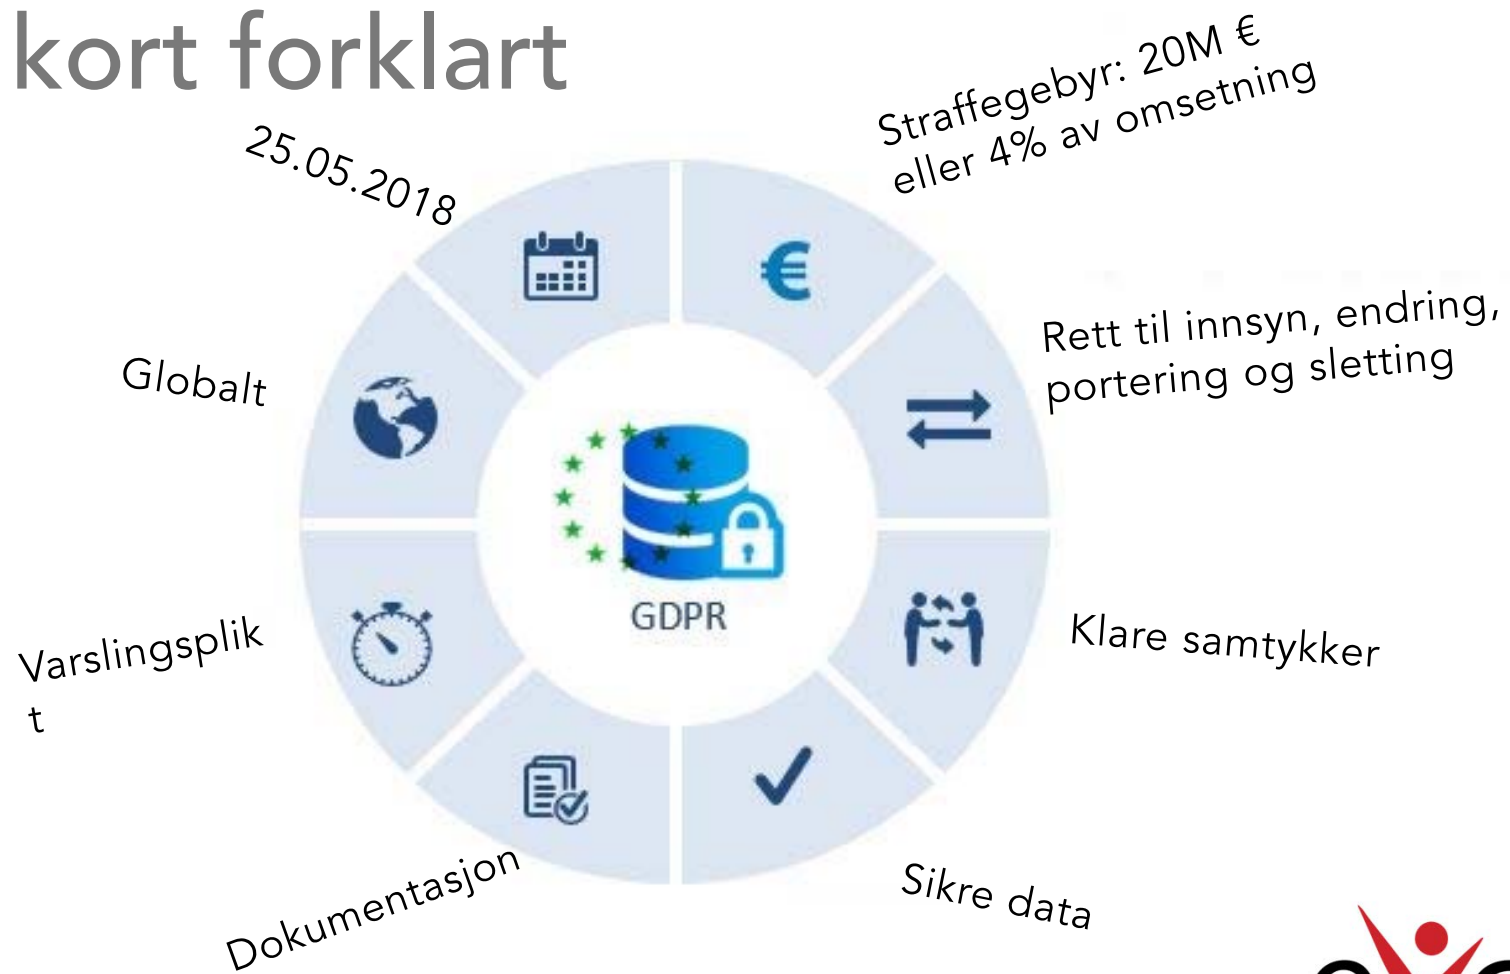 kort forklart
25.05.2018
Straffegebyr: 20M €
eller 4% av omsetning
Globalt
Rett til innsyn, endring,
portering og sletting
GDPR
Varslingsplik
t
Klare samtykker
Dokumentasjon
Sikre data